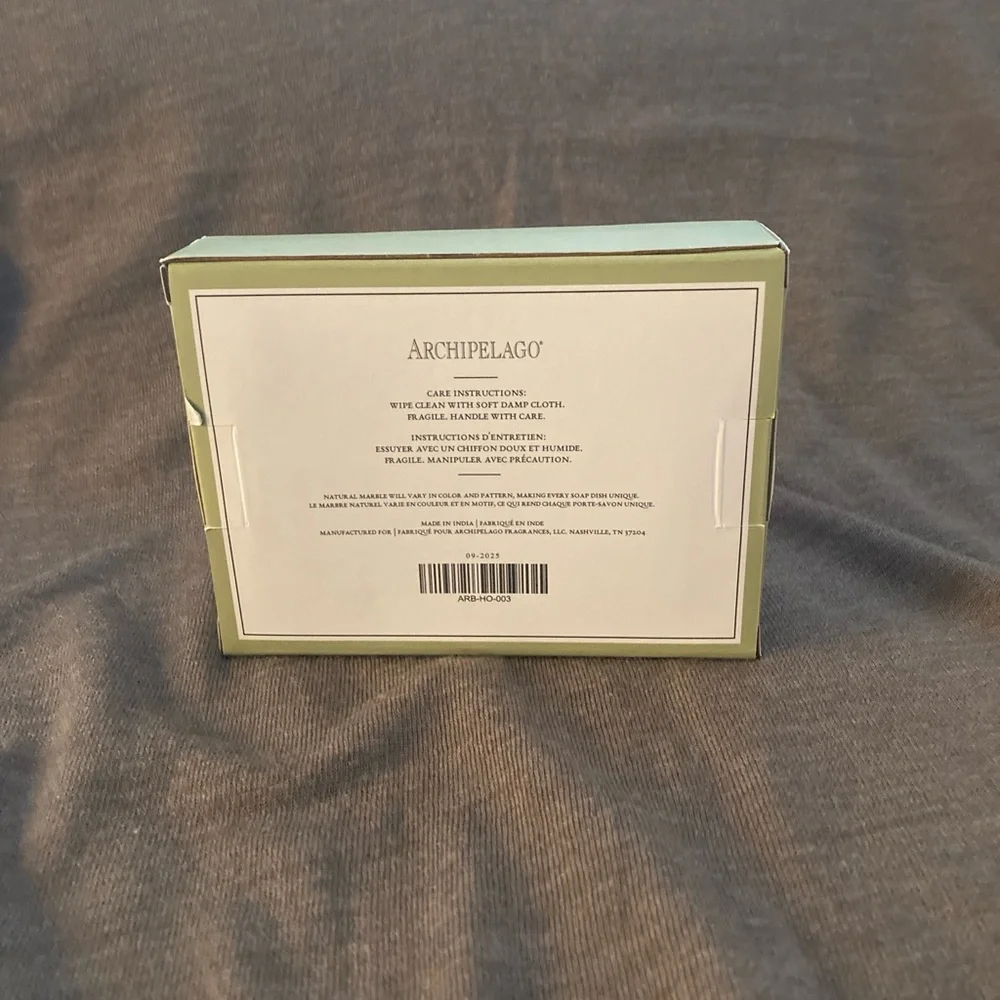 ARCHIPELAGO®
CARE INSTRUCTIONS:
WIPE CLEAN WITH SOFT DAMP CLOTH.
FRAGILE. HANDLE WITH CARE.
INSTRUCTIONS D'ENTRETIEN:
ESSUYER AVEC UN CHIFFON DOUX ET HUMIDE.
FRAGILE. MANIPULER AVEC PRÉCAUTION.
NATURAL MARBLE WILL VARY IN COLOR AND PATTERN, MAKING EVERY SOAP DISH UNIQUE.
LE MARBRE NATUREL VARIE EN COULEUR ET EN MOTIF, CE QUI REND CHAQUE PORTE-SAVON UNIQUE.
MADE IN INDIA | FABRIQUÉ EN INDE
MANUFACTURED FOR | FABRIQUÉ POUR ARCHIPELAGO FRAGRANCES, LLC. NASHVILLE, TN 37204
09-2025
ARB-HO-003